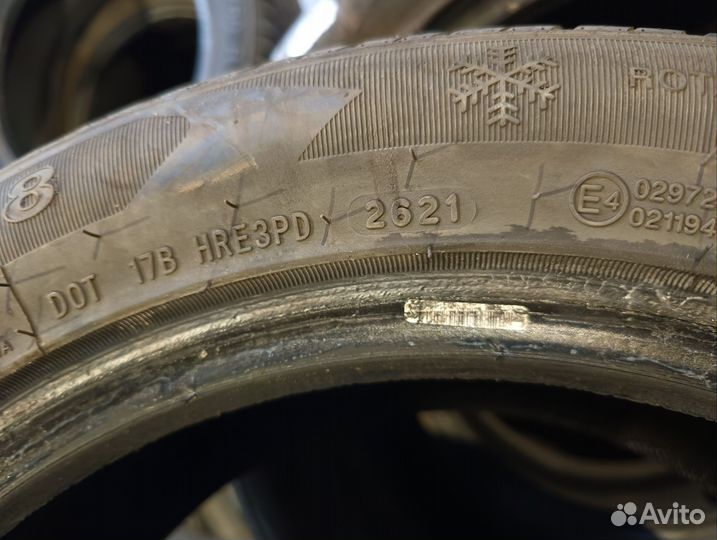 8
ROT
DOT 17B HRE3PD 2621
E4 02972
021194
A
Avito